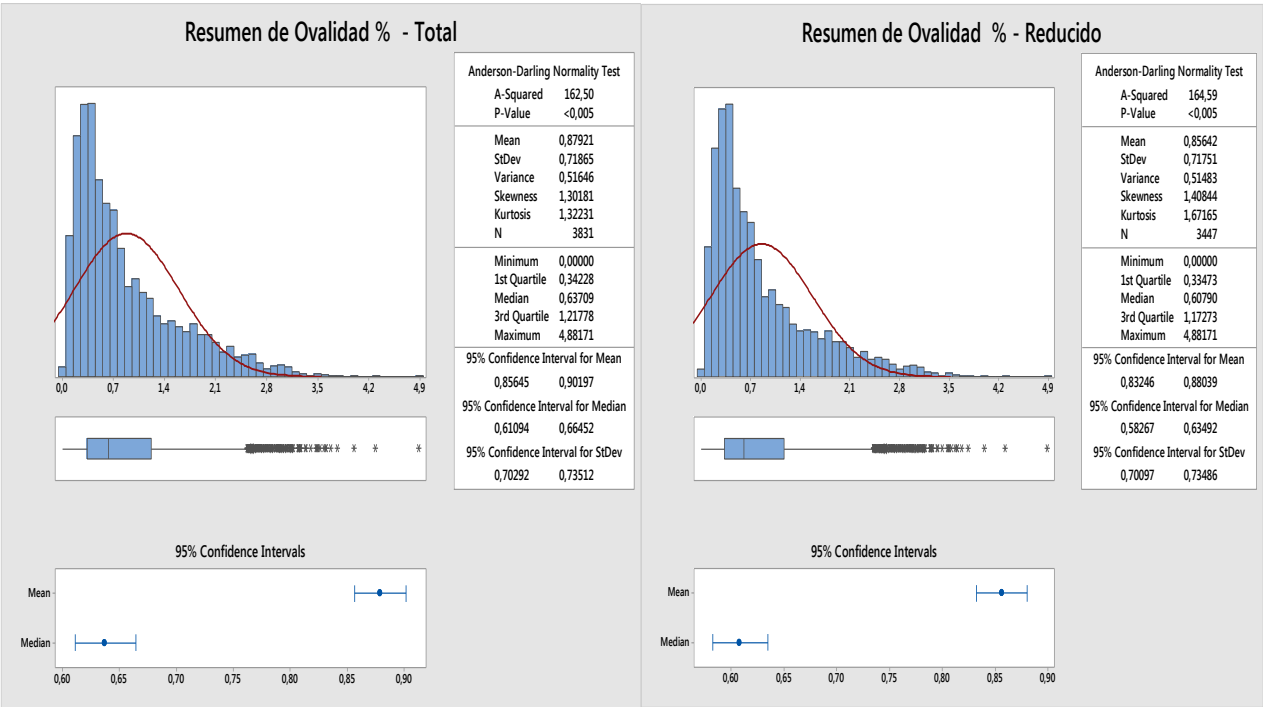 Resumen de Ovalidad % - Total
Anderson-Darling Normality Test
A-Squared 162,50
P-Value <0,005
Mean 0,87921
StDev 0,71865
Variance 0,51646
Skewness 1,30181
Kurtosis 1,32231
N 3831
Minimum 0,00000
1st Quartile 0,34228
Median 0,63709
3rd Quartile 1,21778
Maximum 4,88171
95% Confidence Interval for Mean
0,85645 0,90197
95% Confidence Interval for Median
0,61094 0,66452
95% Confidence Interval for StDev
0,70292 0,73512
0,0 0,7 1,4 2,1 2,8 3,5 4,2 4,9
95% Confidence Intervals
Mean
Median
0,60 0,65 0,70 0,75 0,80 0,85 0,90
Resumen de Ovalidad % - Reducido
Anderson-Darling Normality Test
A-Squared 164,59
P-Value <0,005
Mean 0,85642
StDev 0,71751
Variance 0,51483
Skewness 1,40844
Kurtosis 1,67165
N 3447
Minimum 0,00000
1st Quartile 0,33473
Median 0,60790
3rd Quartile 1,17273
Maximum 4,88171
95% Confidence Interval for Mean
0,83246 0,88039
95% Confidence Interval for Median
0,58267 0,63492
95% Confidence Interval for StDev
0,70097 0,73486
0,0 0,7 1,4 2,1 2,8 3,5 4,2 4,9
95% Confidence Intervals
Mean
Median
0,60 0,65 0,70 0,75 0,80 0,85 0,90